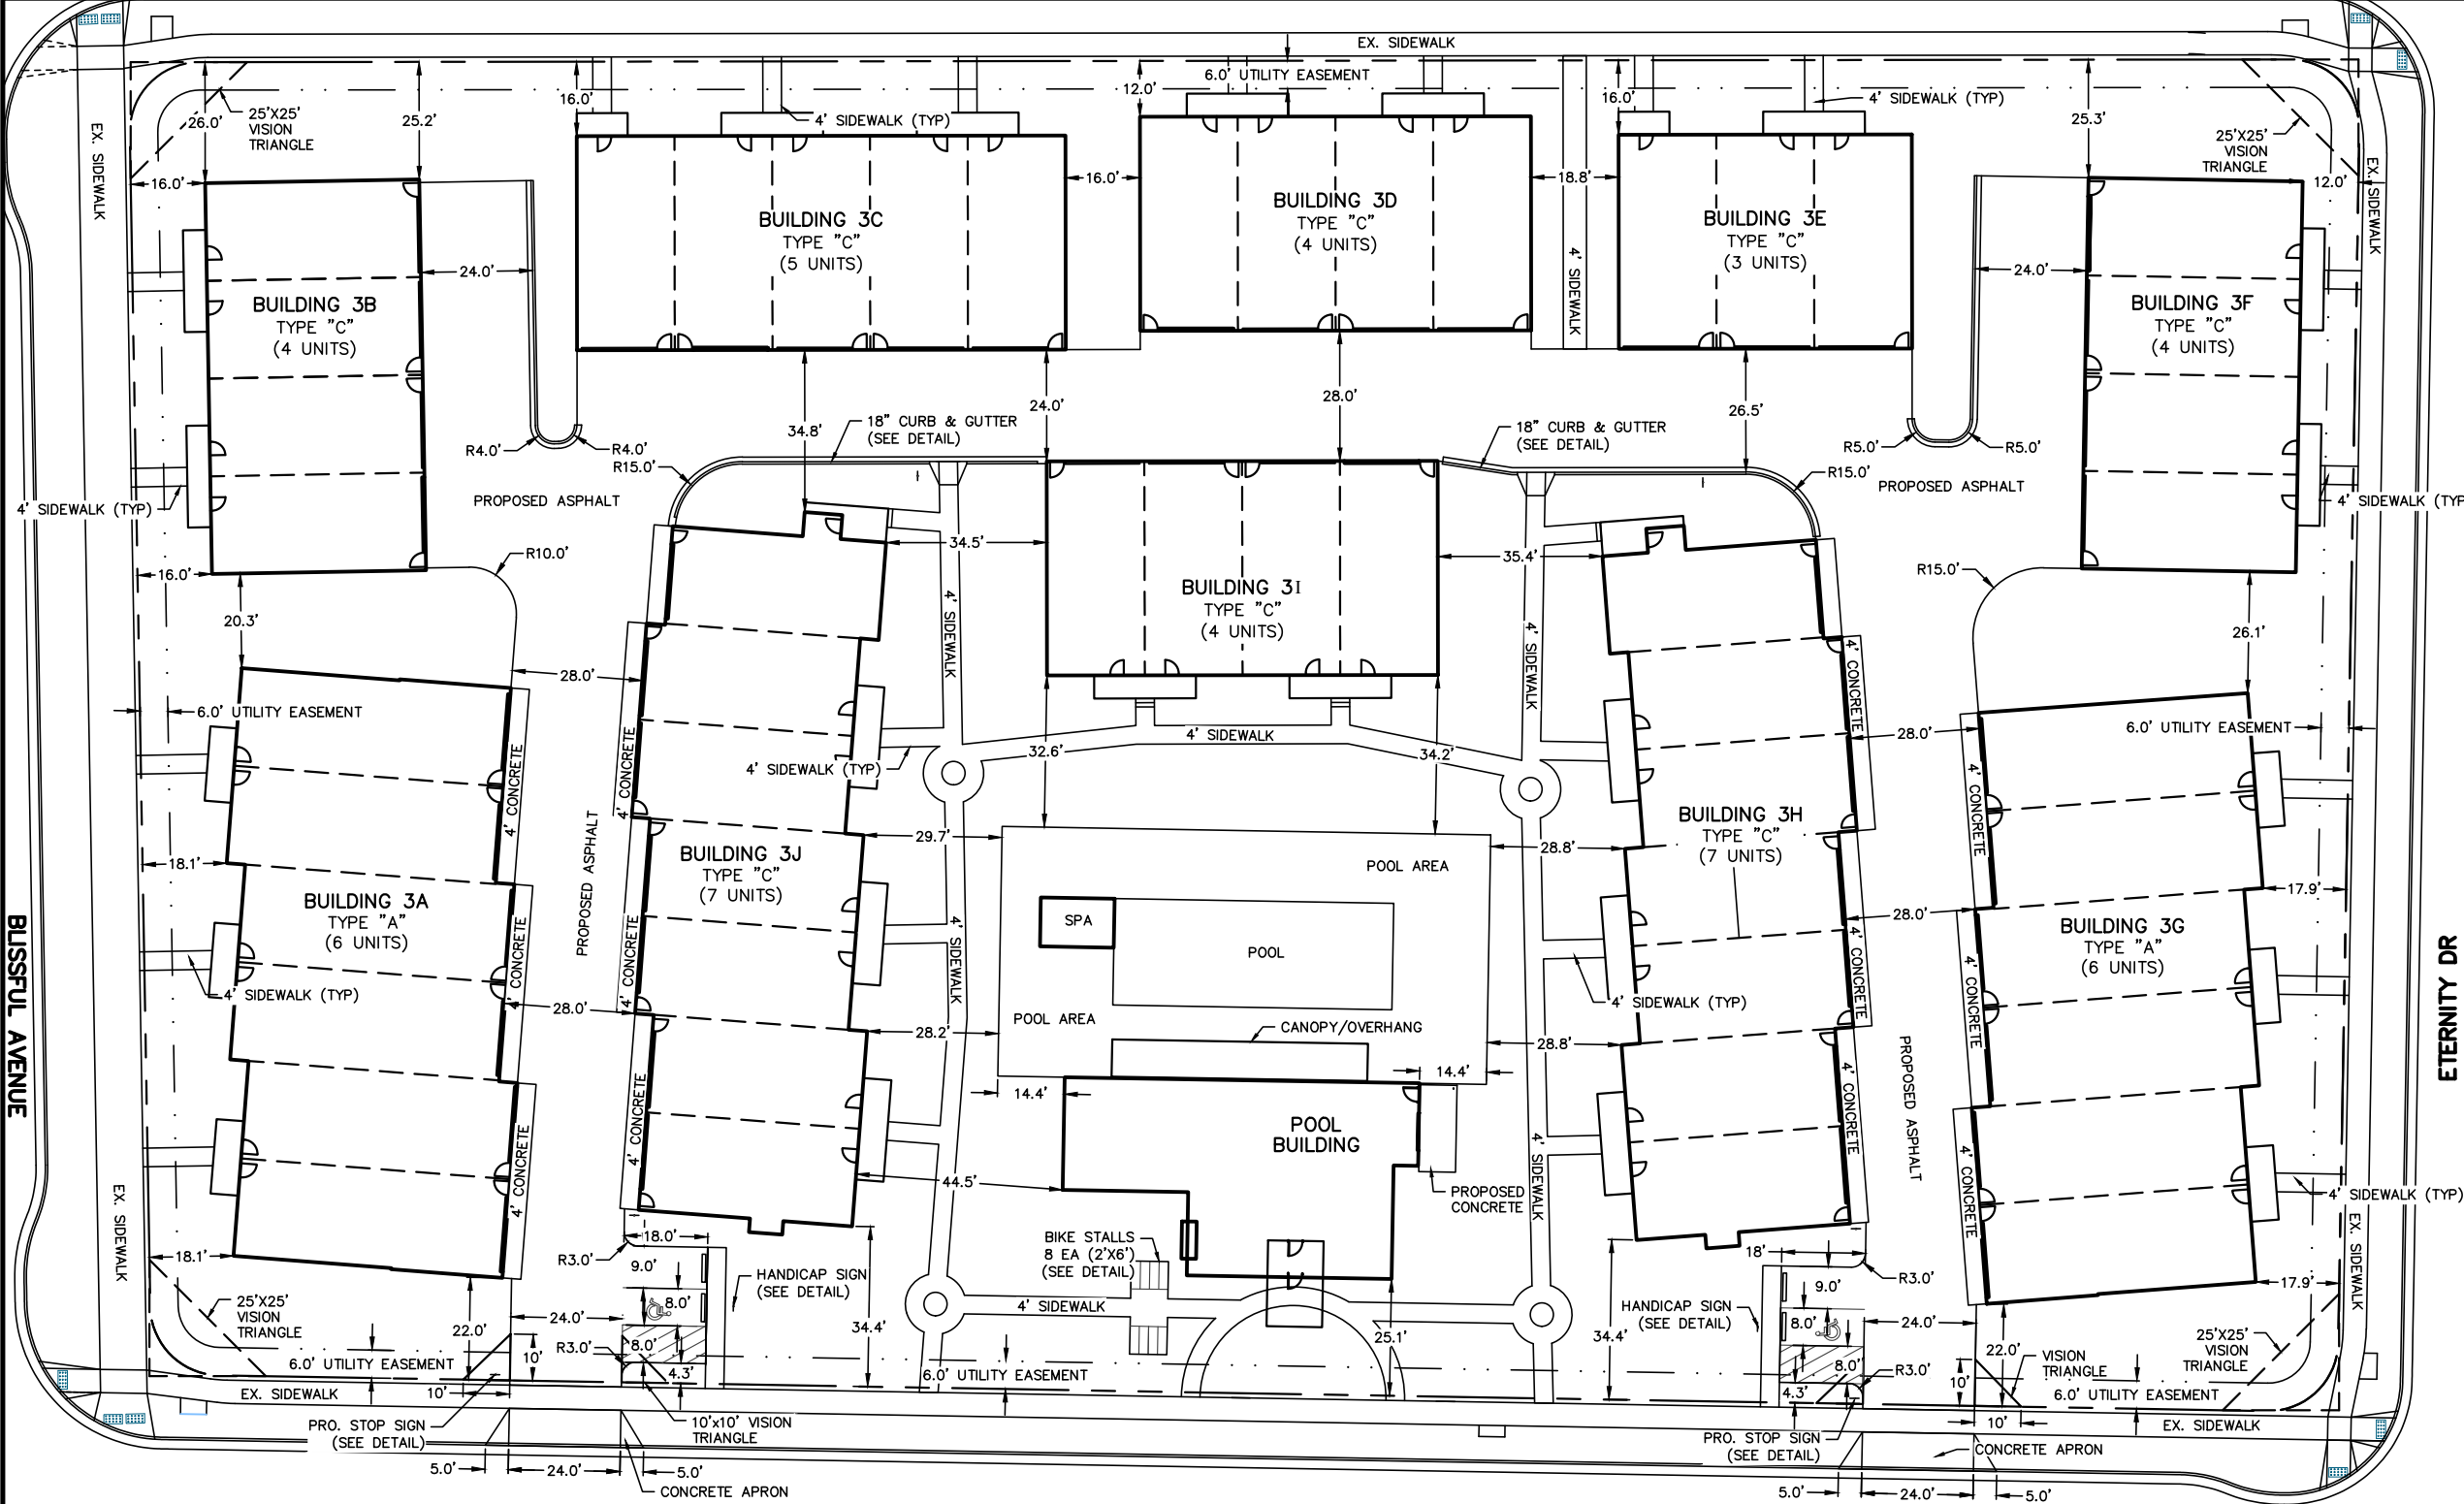 EX. SIDEWALK
6.0' UTILITY EASEMENT
12.0'
16.0'
16.0'
4' SIDEWALK (TYP)
4' SIDEWALK (TYP)
26.0'
25'X25'
VISION
TRIANGLE
25.2'
25.3'
25'X25'
VISION
TRIANGLE
EX. SIDEWALK
EX. SIDEWALK
16.0'
16.0'
18.8'
12.0'
BUILDING 3C
TYPE "C"
(5 UNITS)
BUILDING 3D
TYPE "C"
(4 UNITS)
BUILDING 3E
TYPE "C"
(3 UNITS)
4' SIDEWALK
24.0'
24.0'
BUILDING 3B
TYPE "C"
(4 UNITS)
BUILDING 3F
TYPE "C"
(4 UNITS)
34.8'
24.0'
28.0'
26.5'
18" CURB & GUTTER
(SEE DETAIL)
18" CURB & GUTTER
(SEE DETAIL)
R4.0'
R4.0'
R15.0'
R5.0'
R5.0'
R15.0'
PROPOSED ASPHALT
PROPOSED ASPHALT
4' SIDEWALK (TYP)
4' SIDEWALK (TYP
34.5'
35.4'
R10.0'
R15.0'
16.0'
20.3'
26.1'
BUILDING 3I
TYPE "C"
(4 UNITS)
4' SIDEWALK
4' SIDEWALK
28.0'
6.0' UTILITY EASEMENT
4' CONCRETE
28.0'
6.0' UTILITY EASEMENT
4' SIDEWALK
32.6'
34.2'
4' SIDEWALK (TYP)
4' CONCRETE
4' CONCRETE
4' CONCRETE
PROPOSED ASPHALT
29.7'
28.8'
BUILDING 3J
TYPE "C"
(7 UNITS)
BUILDING 3H
TYPE "C"
(7 UNITS)
18.1'
17.9'
POOL AREA
BUILDING 3A
TYPE "A"
(6 UNITS)
BUILDING 3G
TYPE "A"
(6 UNITS)
SPA
POOL
28.0'
BLISSFUL AVENUE
ETERNITY DR
4' CONCRETE
4' CONCRETE
4' SIDEWALK
4' CONCRETE
4' CONCRETE
4' SIDEWALK (TYP)
28.0'
4' SIDEWALK (TYP)
POOL AREA
CANOPY/OVERHANG
28.2'
28.8'
14.4'
14.4'
PROPOSED ASPHALT
POOL
BUILDING
4' CONCRETE
4' CONCRETE
4' CONCRETE
4' CONCRETE
4' SIDEWALK
44.5'
PROPOSED
CONCRETE
4' SIDEWALK (TYP)
EX. SIDEWALK
EX. SIDEWALK
BIKE STALLS
8 EA (2'X6')
(SEE DETAIL)
18.0'
18'
18.1'
R3.0'
9.0'
HANDICAP SIGN
(SEE DETAIL)
9.0'
R3.0'
17.9'
25'X25'
VISION
TRIANGLE
24.0'
8.0'
4' SIDEWALK
HANDICAP SIGN
(SEE DETAIL)
8.0'
24.0'
22.0'
34.4'
25.1'
34.4'
22.0'
R3.0'
8.0'
10'
4.3'
8.0'
R3.0'
4.3'
10'
VISION
TRIANGLE
25'X25'
VISION
TRIANGLE
6.0' UTILITY EASEMENT
6.0' UTILITY EASEMENT
6.0' UTILITY EASEMENT
EX. SIDEWALK
10'
10'
EX. SIDEWALK
PRO. STOP SIGN
(SEE DETAIL)
10'x10' VISION
TRIANGLE
PRO. STOP SIGN
(SEE DETAIL)
CONCRETE APRON
5.0'
24.0'
5.0'
CONCRETE APRON
5.0'
24.0'
5.0'